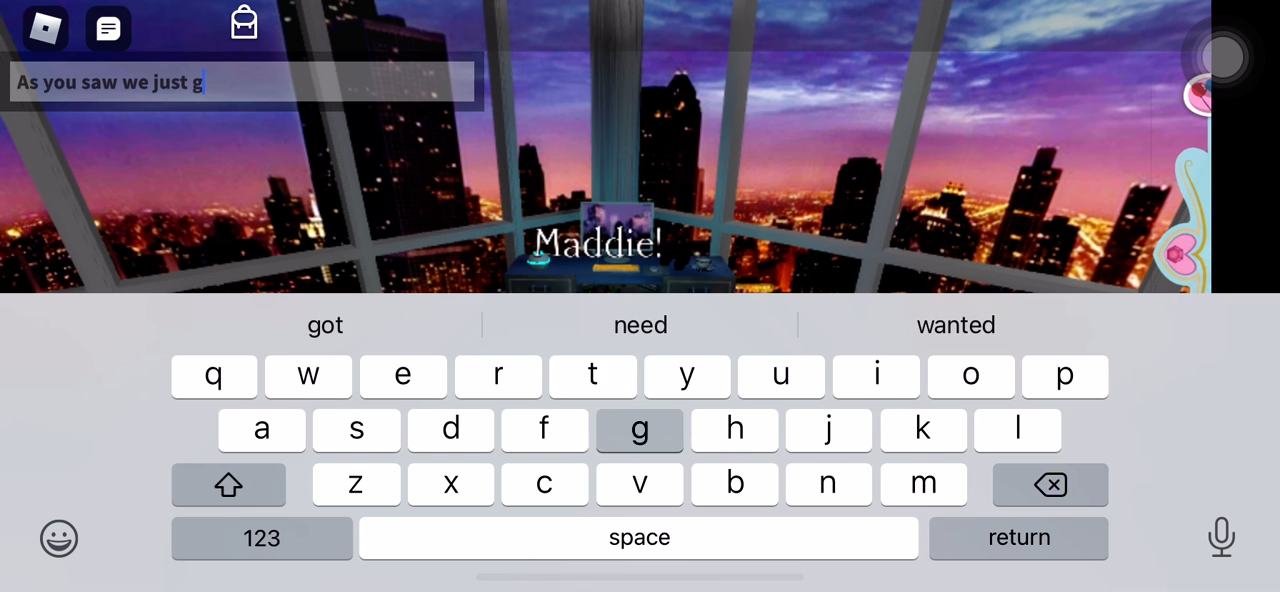 As you saw we just g
Maddie!
got need wanted
q w e r t y u i o p
a s d f g h j k l
z x c v b n m
123 space return